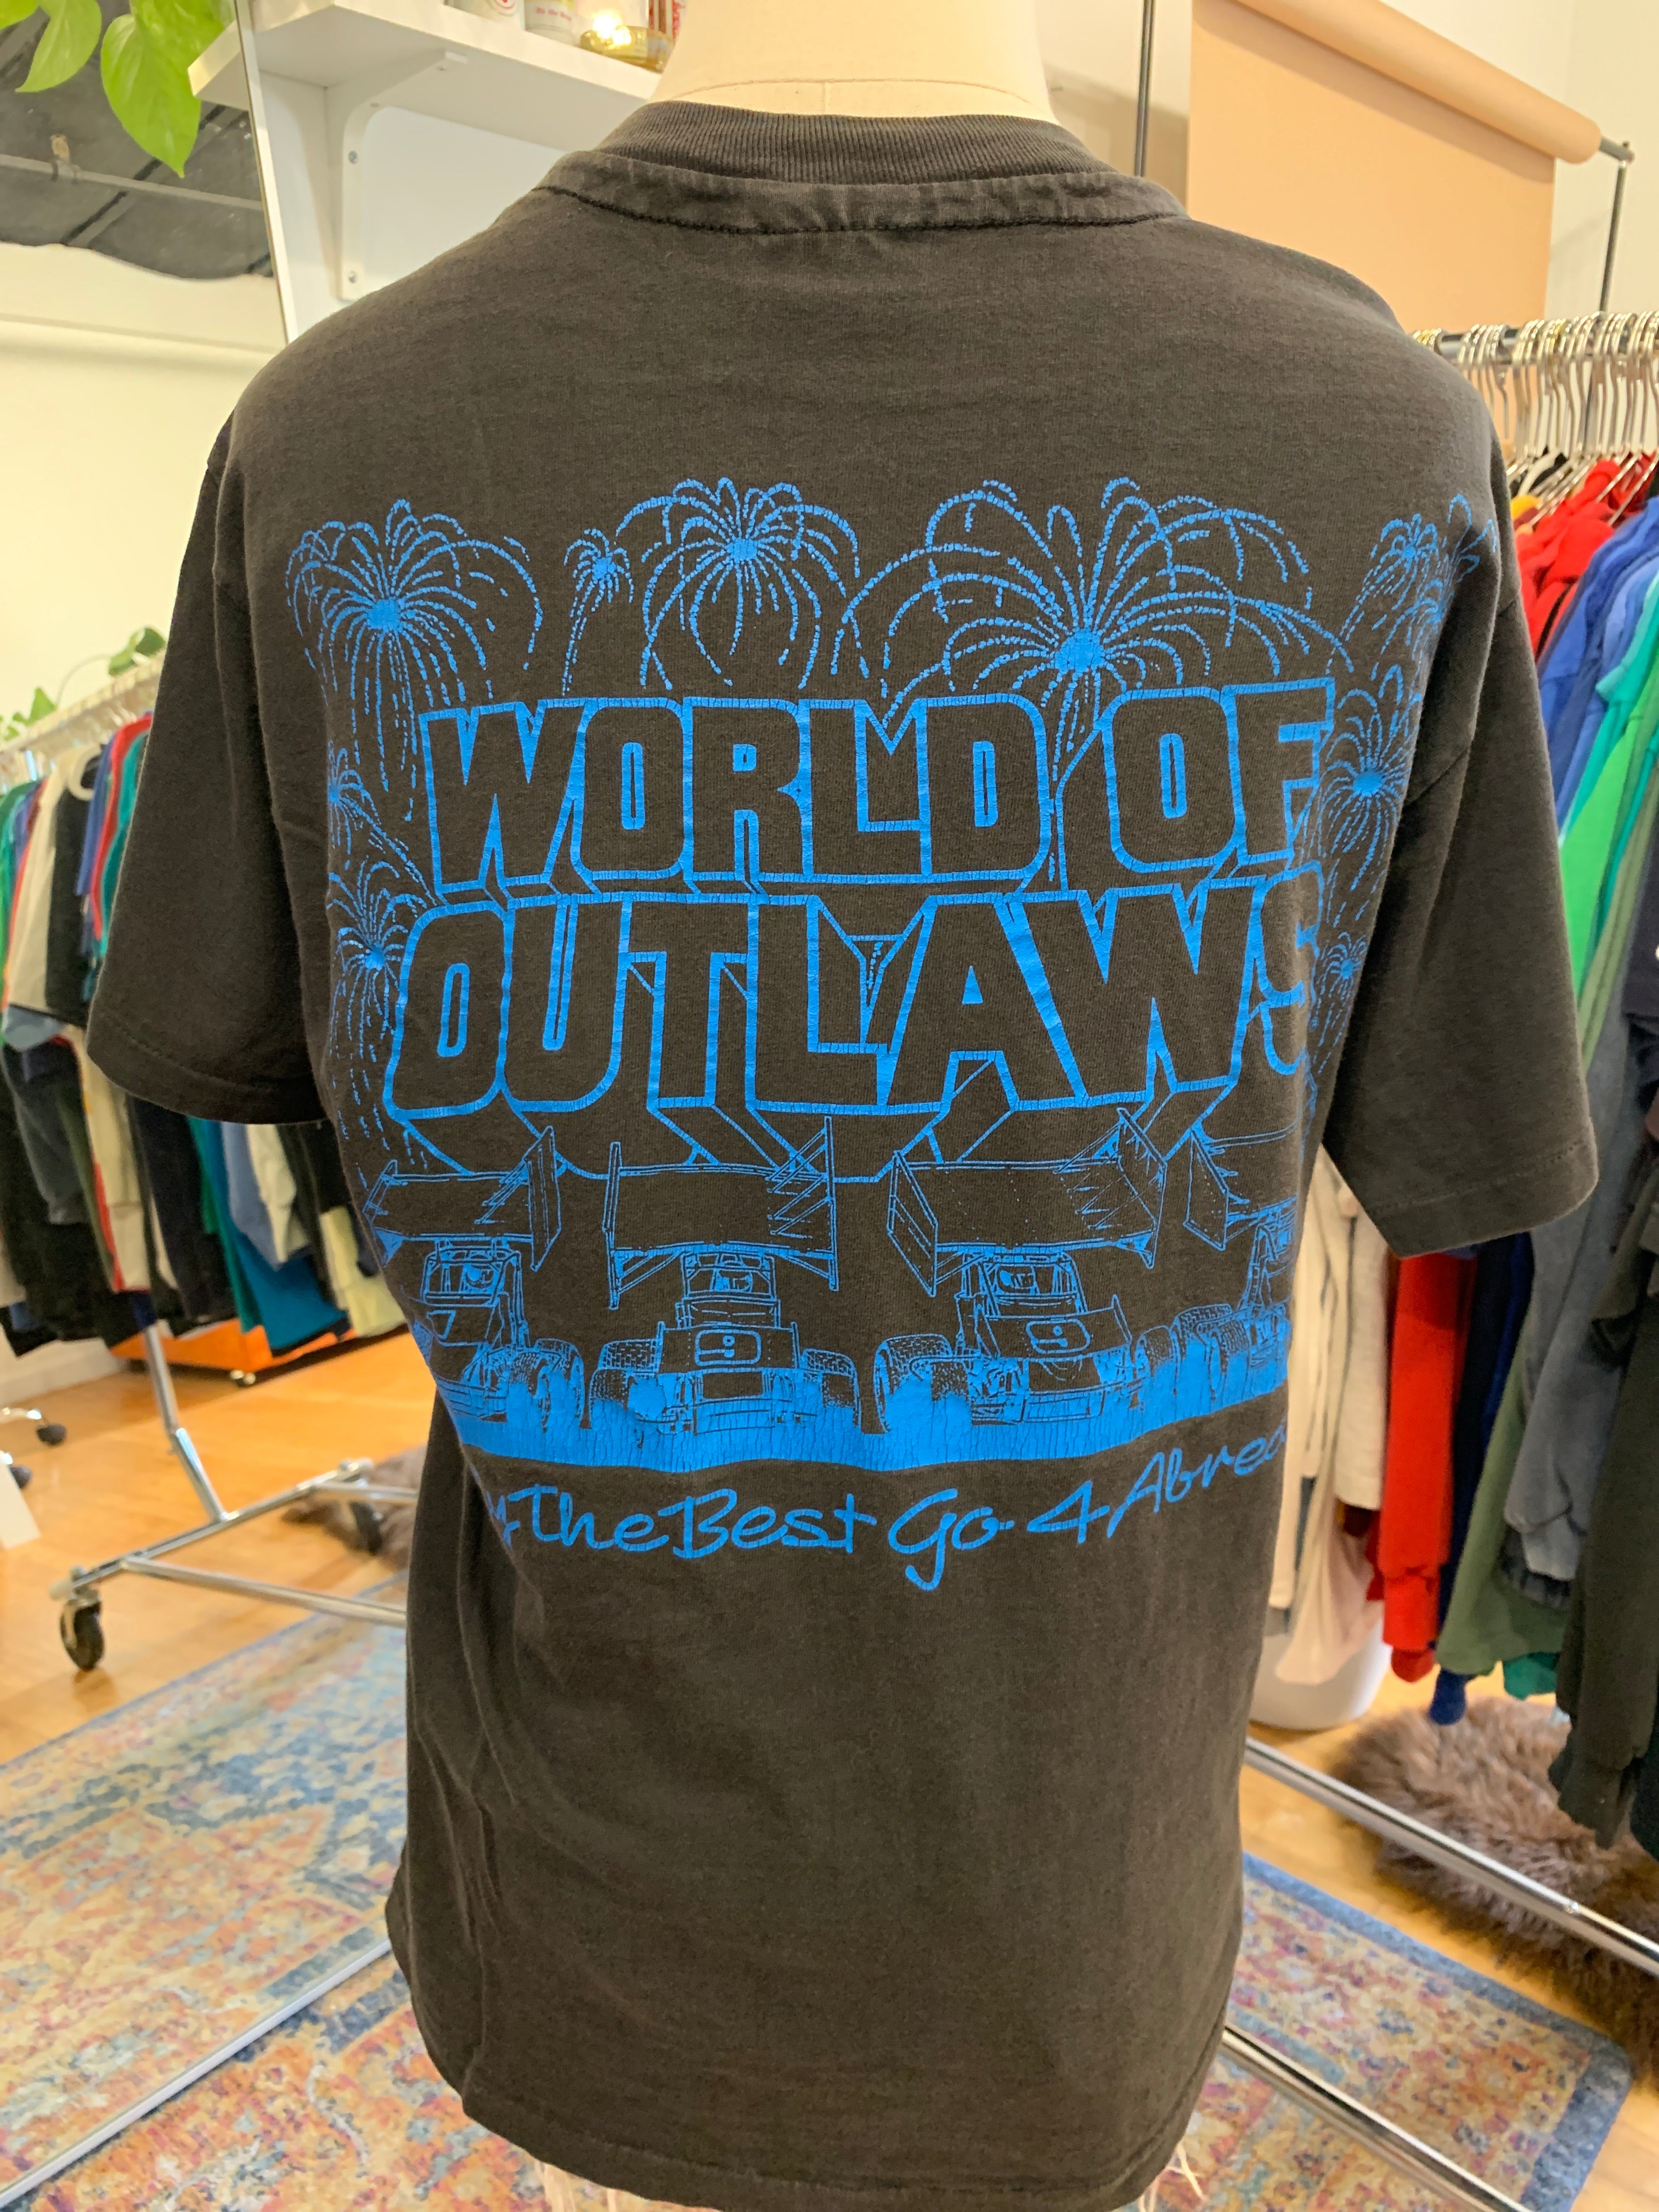 WORLD OF
OUTLAWS
The Best Go 4 Abrea